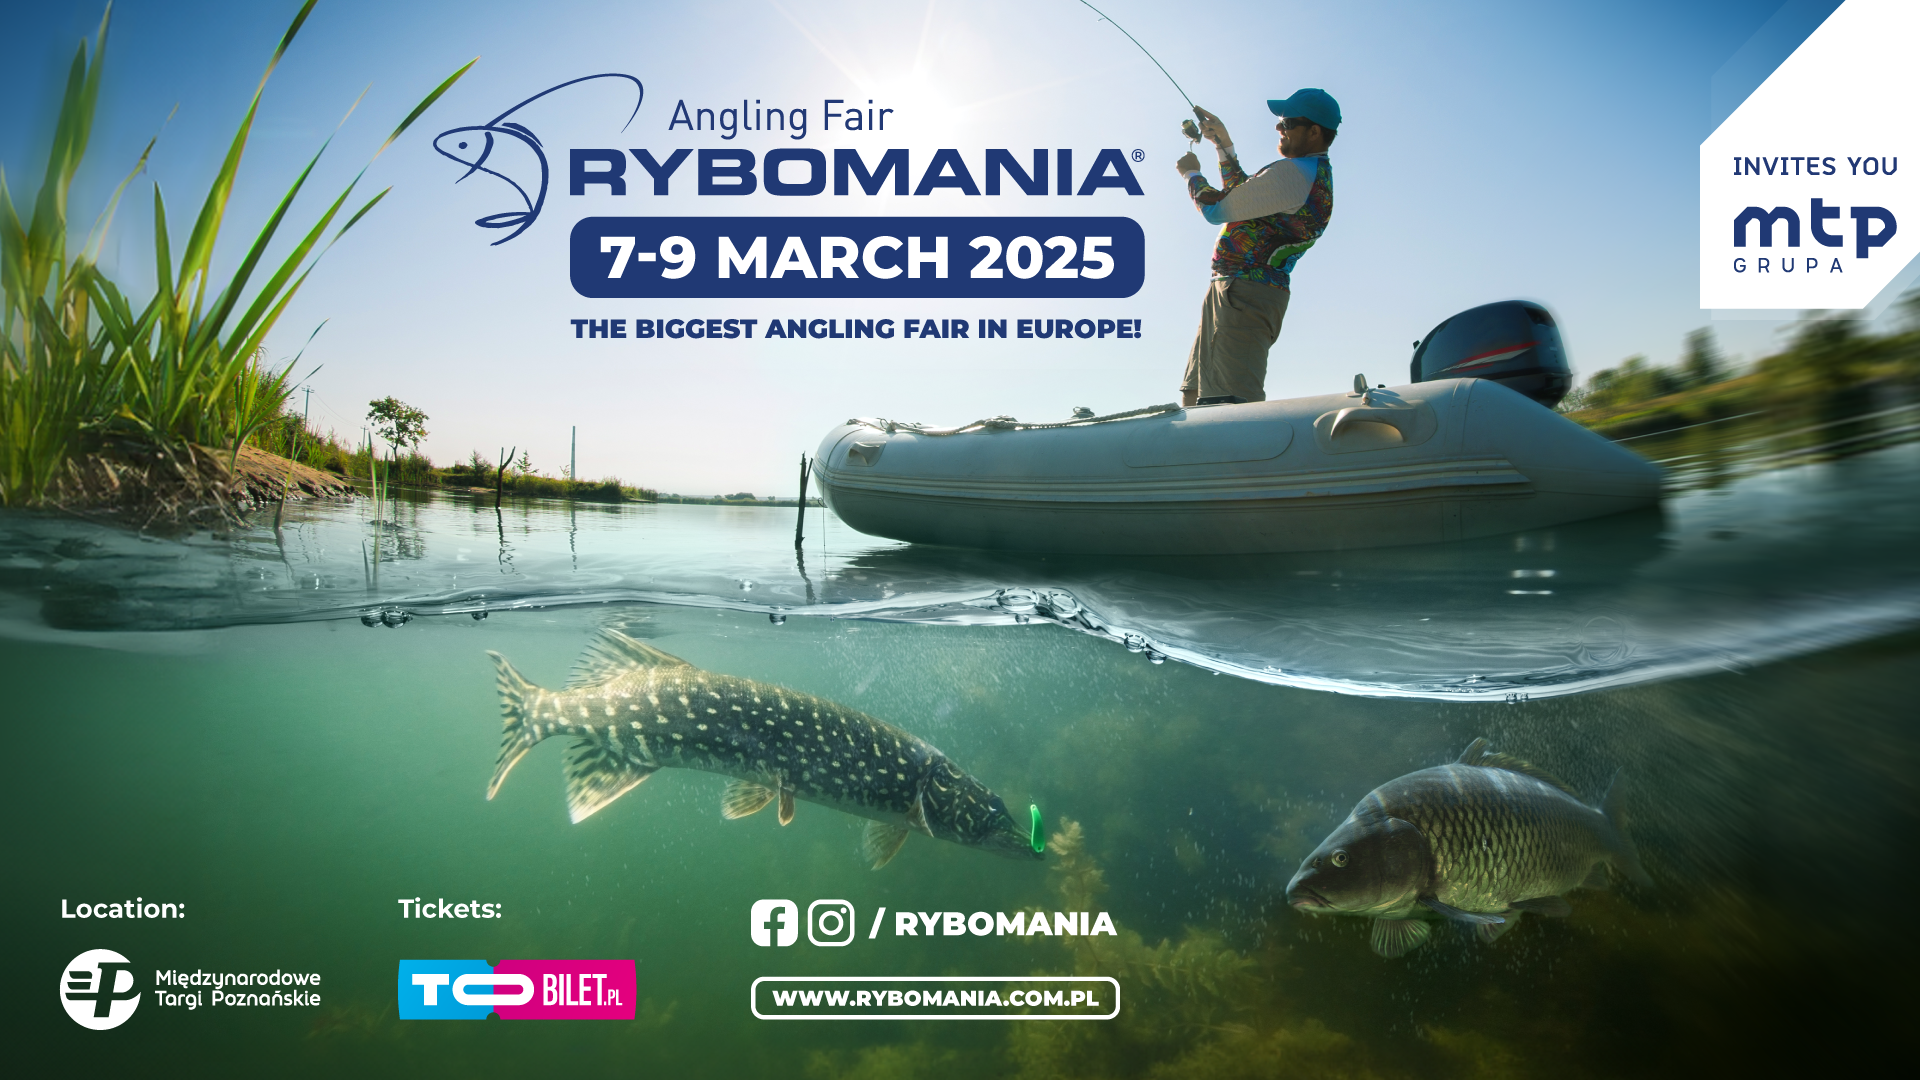 Angling Fair
RYBOMANIA®
7-9 MARCH 2025
THE BIGGEST ANGLING FAIR IN EUROPE!
INVITES YOU
mtp
GRUPA
Location:
Międzynarodowe
Targi Poznańskie
Tickets:
TOBILET.PL
/ RYBOMANIA
WWW.RYBOMANIA.COM.PL